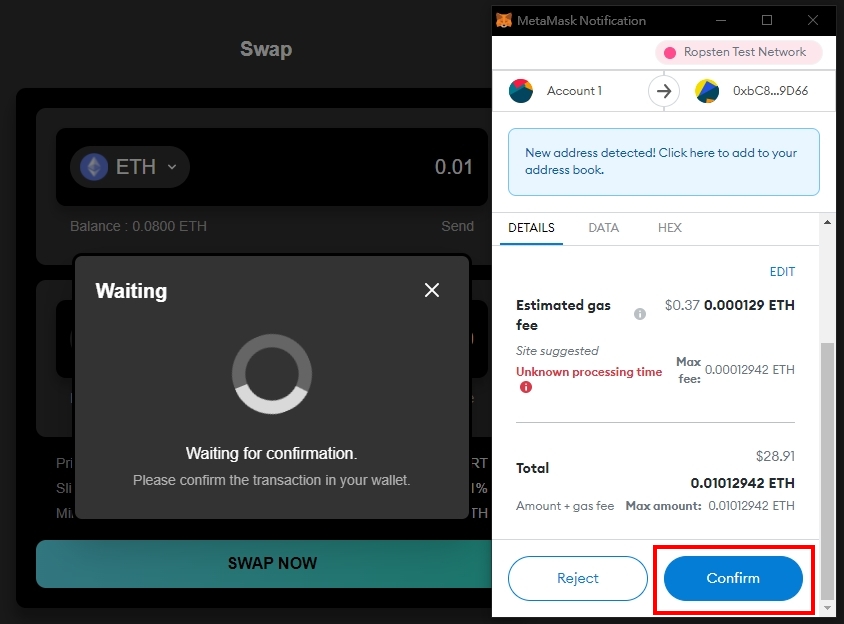 Swap
ETH
0.01
Balance : 0.0800 ETH
Send
Waiting
Waiting for confirmation.
Please confirm the transaction in your wallet.
RT
1%
TH
SWAP NOW
MetaMask Notification
Ropsten Test Network
Account 1
0xbC8...9D66
New address detected! Click here to add to your
address book.
DETAILS
DATA
HEX
EDIT
Estimated gas
fee
$0.37 0.000129 ETH
Site suggested
Unknown processing time
Max
fee:
0.00012942 ETH
$28.91
Total
0.01012942 ETH
Amount + gas fee
Max amount: 0.01012942 ETH
Reject
Confirm